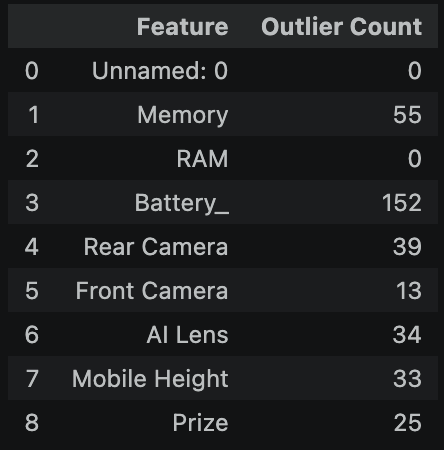 Feature Outlier Count
0 Unnamed: 0 0
1 Memory 55
2 RAM 0
3 Battery_ 152
4 Rear Camera 39
5 Front Camera 13
6 AI Lens 34
7 Mobile Height 33
8 Prize 25